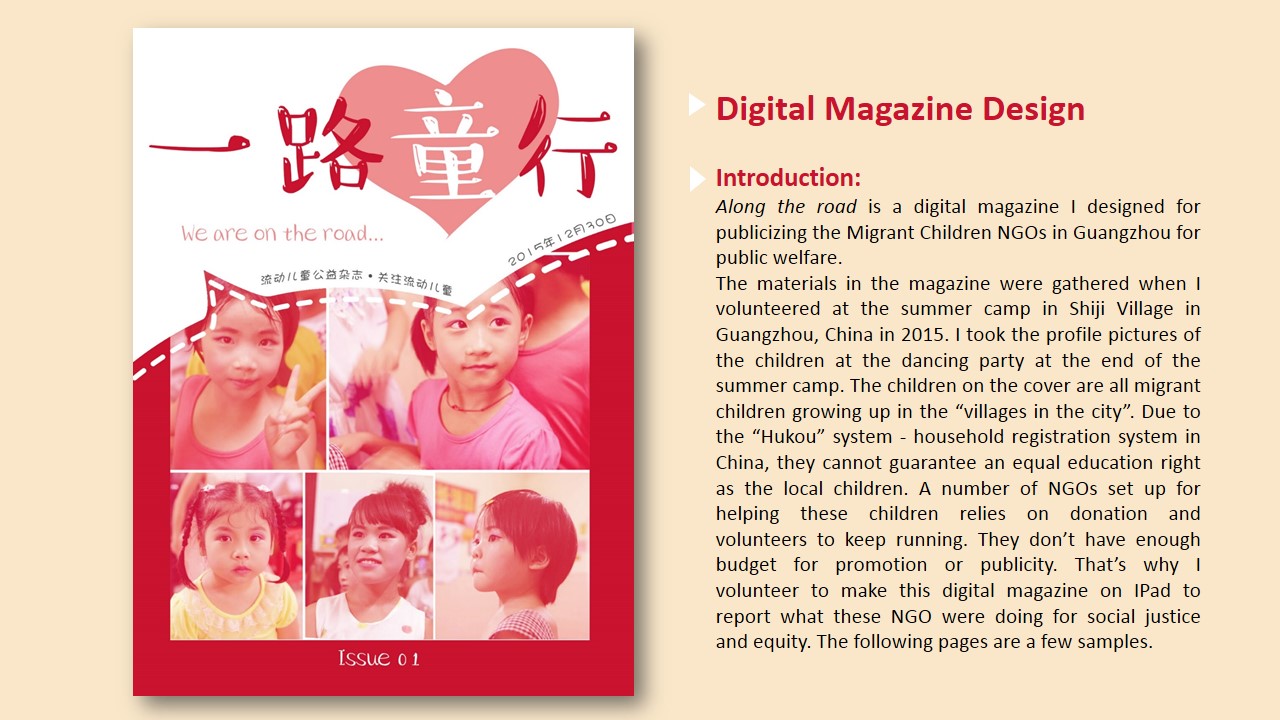 一路童行
We are on the road...
2015年12月30日
流动儿童公益杂志•关注流动儿童
Issue 01
Digital Magazine Design
Introduction:
Along the road is a digital magazine I designed for
publicizing the Migrant Children NGOs in Guangzhou for
public welfare.
The materials in the magazine were gathered when I
volunteered at the summer camp in Shiji Village in
Guangzhou, China in 2015. I took the profile pictures of
the children at the dancing party at the end of the
summer camp. The children on the cover are all migrant
children growing up in the “villages in the city”. Due to
the “Hukou” system - household registration system in
China, they cannot guarantee an equal education right
as the local children. A number of NGOs set up for
helping these children relies on donation and
volunteers to keep running. They don’t have enough
budget for promotion or publicity. That’s why I
volunteer to make this digital magazine on IPad to
report what these NGO were doing for social justice
and equity. The following pages are a few samples.